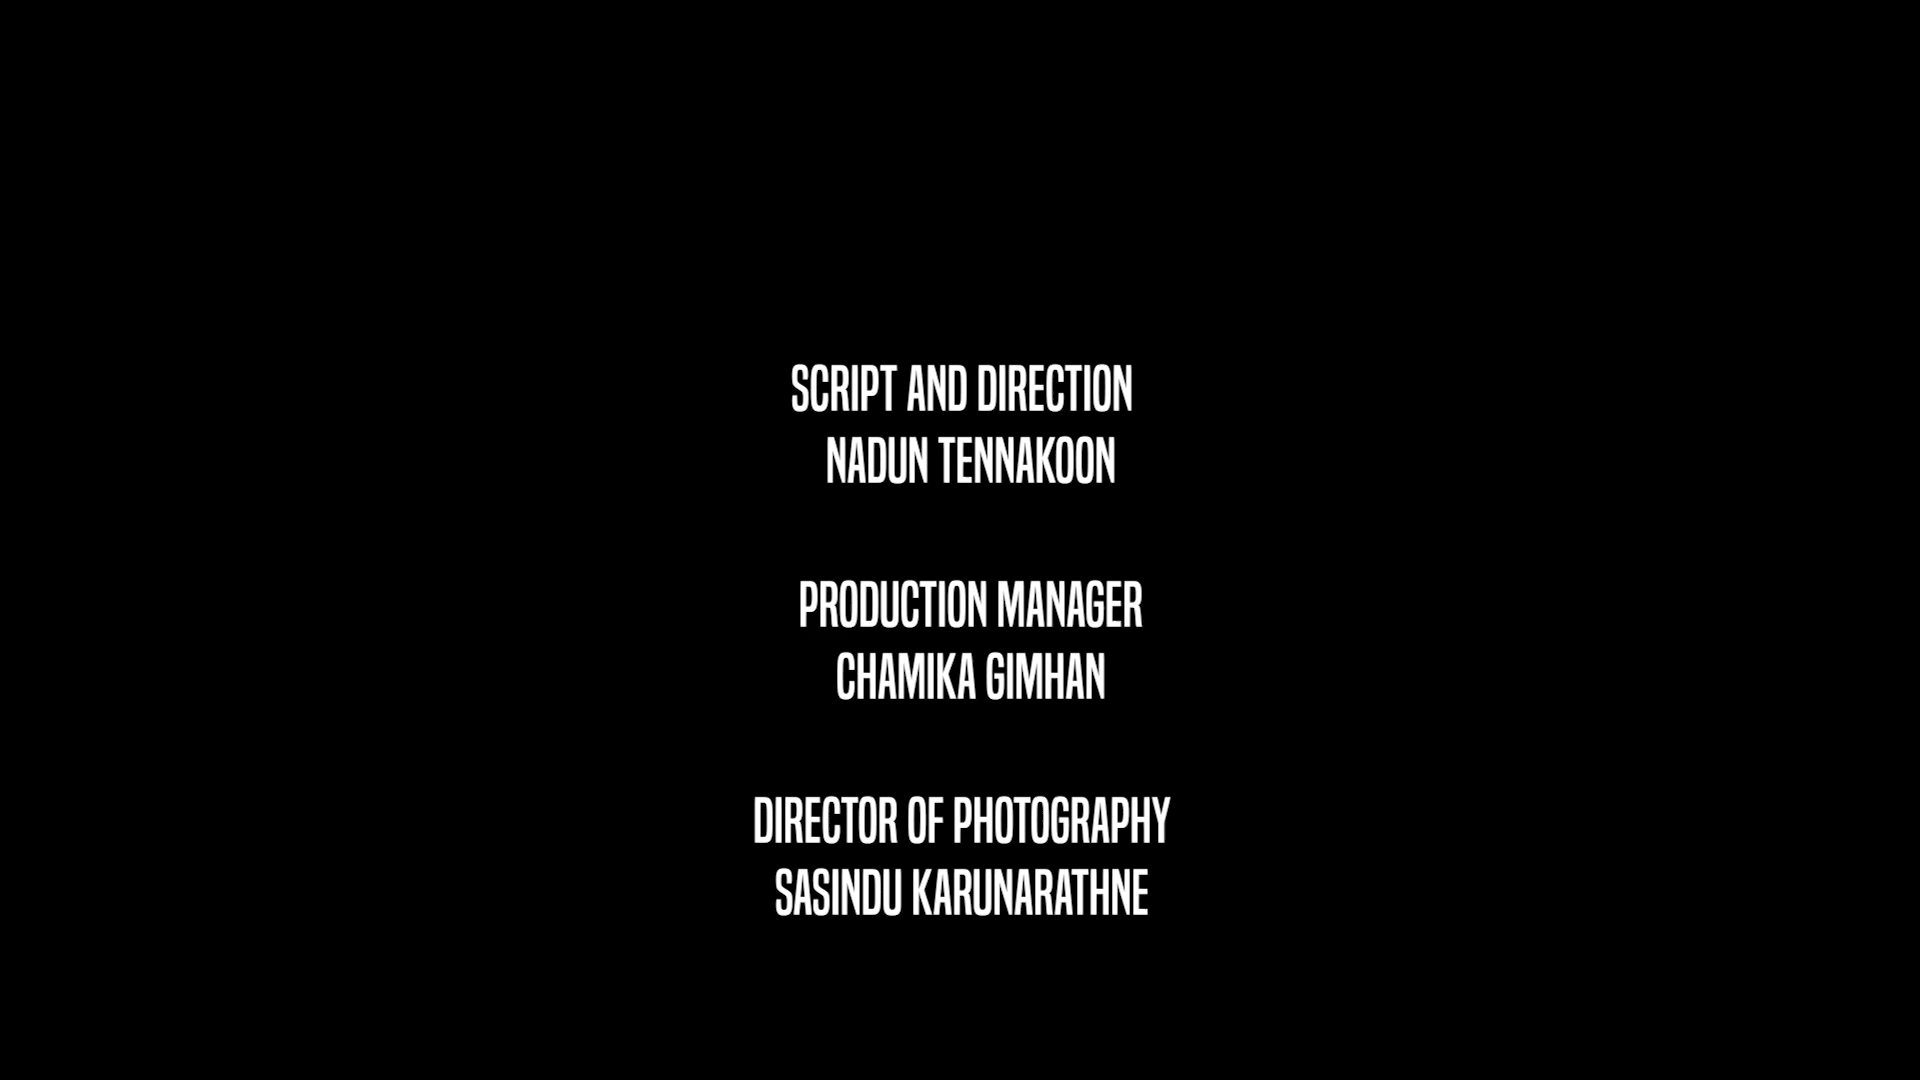 SCRIPT AND DIRECTION
NADUN TENNAKOON
PRODUCTION MANAGER
CHAMIKA GIMHAN
DIRECTOR OF PHOTOGRAPHY
SASINDU KARUNARATHNE